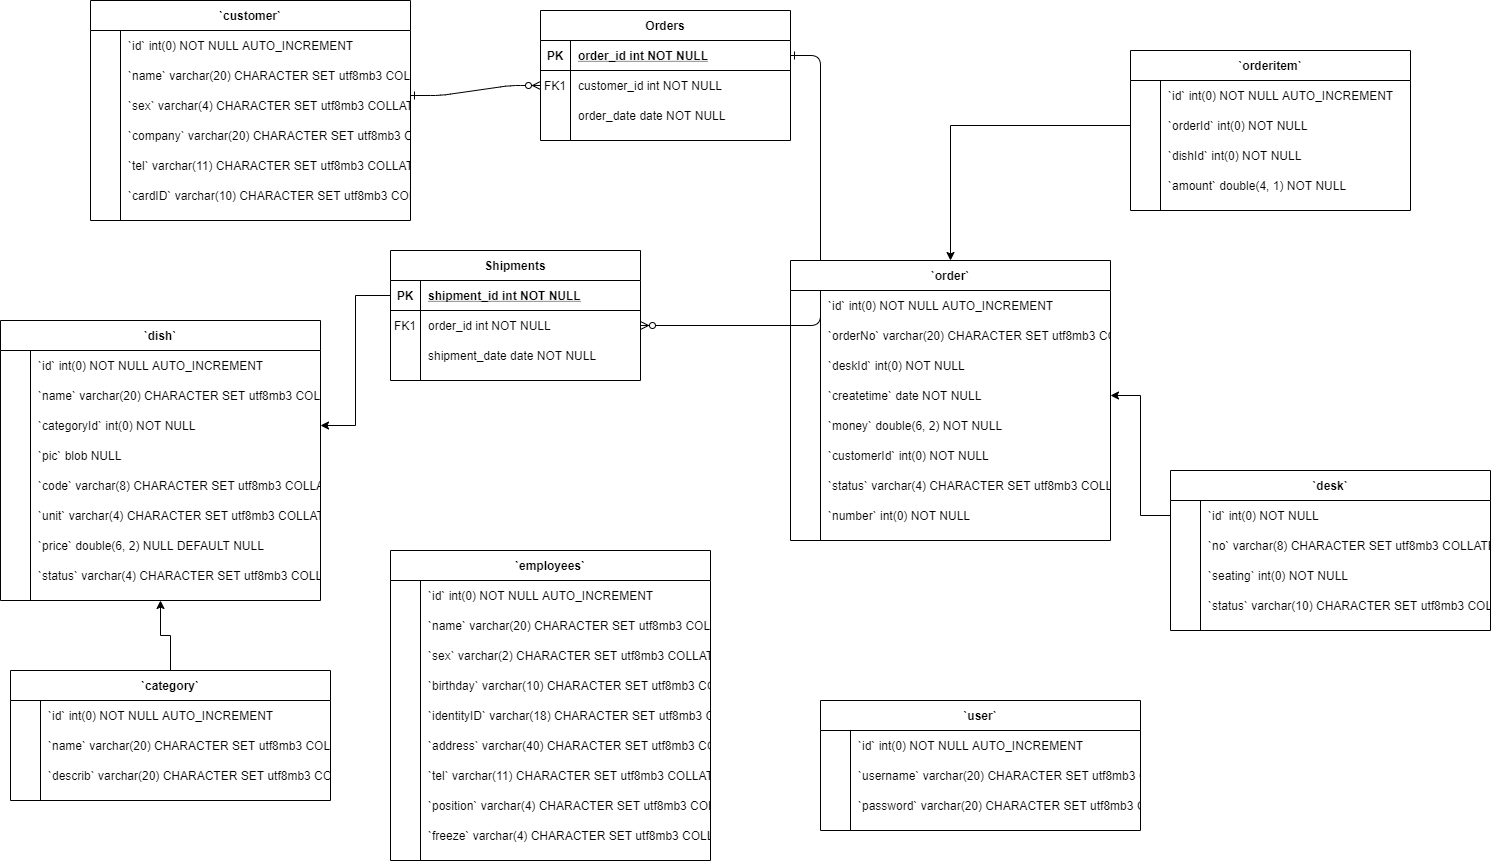 `customer`
`id` int(0) NOT NULL AUTO_INCREMENT
`name` varchar(20) CHARACTER SET utf8mb3 COL
`sex` varchar(4) CHARACTER SET utf8mb3 COLLAT
`company` varchar(20) CHARACTER SET utf8mb3 C
`tel` varchar(11) CHARACTER SET utf8mb3 COLLAT
`cardID` varchar(10) CHARACTER SET utf8mb3 CO
Orders
PK order_id int NOT NULL
FK1 customer_id int NOT NULL
order_date date NOT NULL
`orderitem`
`id` int(0) NOT NULL AUTO_INCREMENT
`orderId` int(0) NOT NULL
`dishId` int(0) NOT NULL
`amount` double(4, 1) NOT NULL
Shipments
PK shipment_id int NOT NULL
FK1 order_id int NOT NULL
shipment_date date NOT NULL
`order`
`id` int(0) NOT NULL AUTO_INCREMENT
`orderNo` varchar(20) CHARACTER SET utf8mb3 C
`deskId` int(0) NOT NULL
`createtime` date NOT NULL
`money` double(6, 2) NOT NULL
`customerId` int(0) NOT NULL
`status` varchar(4) CHARACTER SET utf8mb3 COLL
`number` int(0) NOT NULL
`dish`
`id` int(0) NOT NULL AUTO_INCREMENT
`name` varchar(20) CHARACTER SET utf8mb3 COLL
`categoryId` int(0) NOT NULL
`pic` blob NULL
`code` varchar(8) CHARACTER SET utf8mb3 COLLA
`unit` varchar(4) CHARACTER SET utf8mb3 COLLAT
`price` double(6, 2) NULL DEFAULT NULL
`status` varchar(4) CHARACTER SET utf8mb3 COLL
`desk`
`id` int(0) NOT NULL
`no` varchar(8) CHARACTER SET utf8mb3 COLLATI
`seating` int(0) NOT NULL
`status` varchar(10) CHARACTER SET utf8mb3 COL
`employees`
`id` int(0) NOT NULL AUTO_INCREMENT
`name` varchar(20) CHARACTER SET utf8mb3 COL
`sex` varchar(2) CHARACTER SET utf8mb3 COLLAT
`birthday` varchar(10) CHARACTER SET utf8mb3 CO
`identityID` varchar(18) CHARACTER SET utf8mb3 C
`address` varchar(40) CHARACTER SET utf8mb3 CO
`tel` varchar(11) CHARACTER SET utf8mb3 COLLAT
`position` varchar(4) CHARACTER SET utf8mb3 COL
`freeze` varchar(4) CHARACTER SET utf8mb3 COLL
`category`
`id` int(0) NOT NULL AUTO_INCREMENT
`name` varchar(20) CHARACTER SET utf8mb3 COL
`describ` varchar(20) CHARACTER SET utf8mb3 CO
`user`
`id` int(0) NOT NULL AUTO_INCREMENT
`username` varchar(20) CHARACTER SET utf8mb3
`password` varchar(20) CHARACTER SET utf8mb3 C